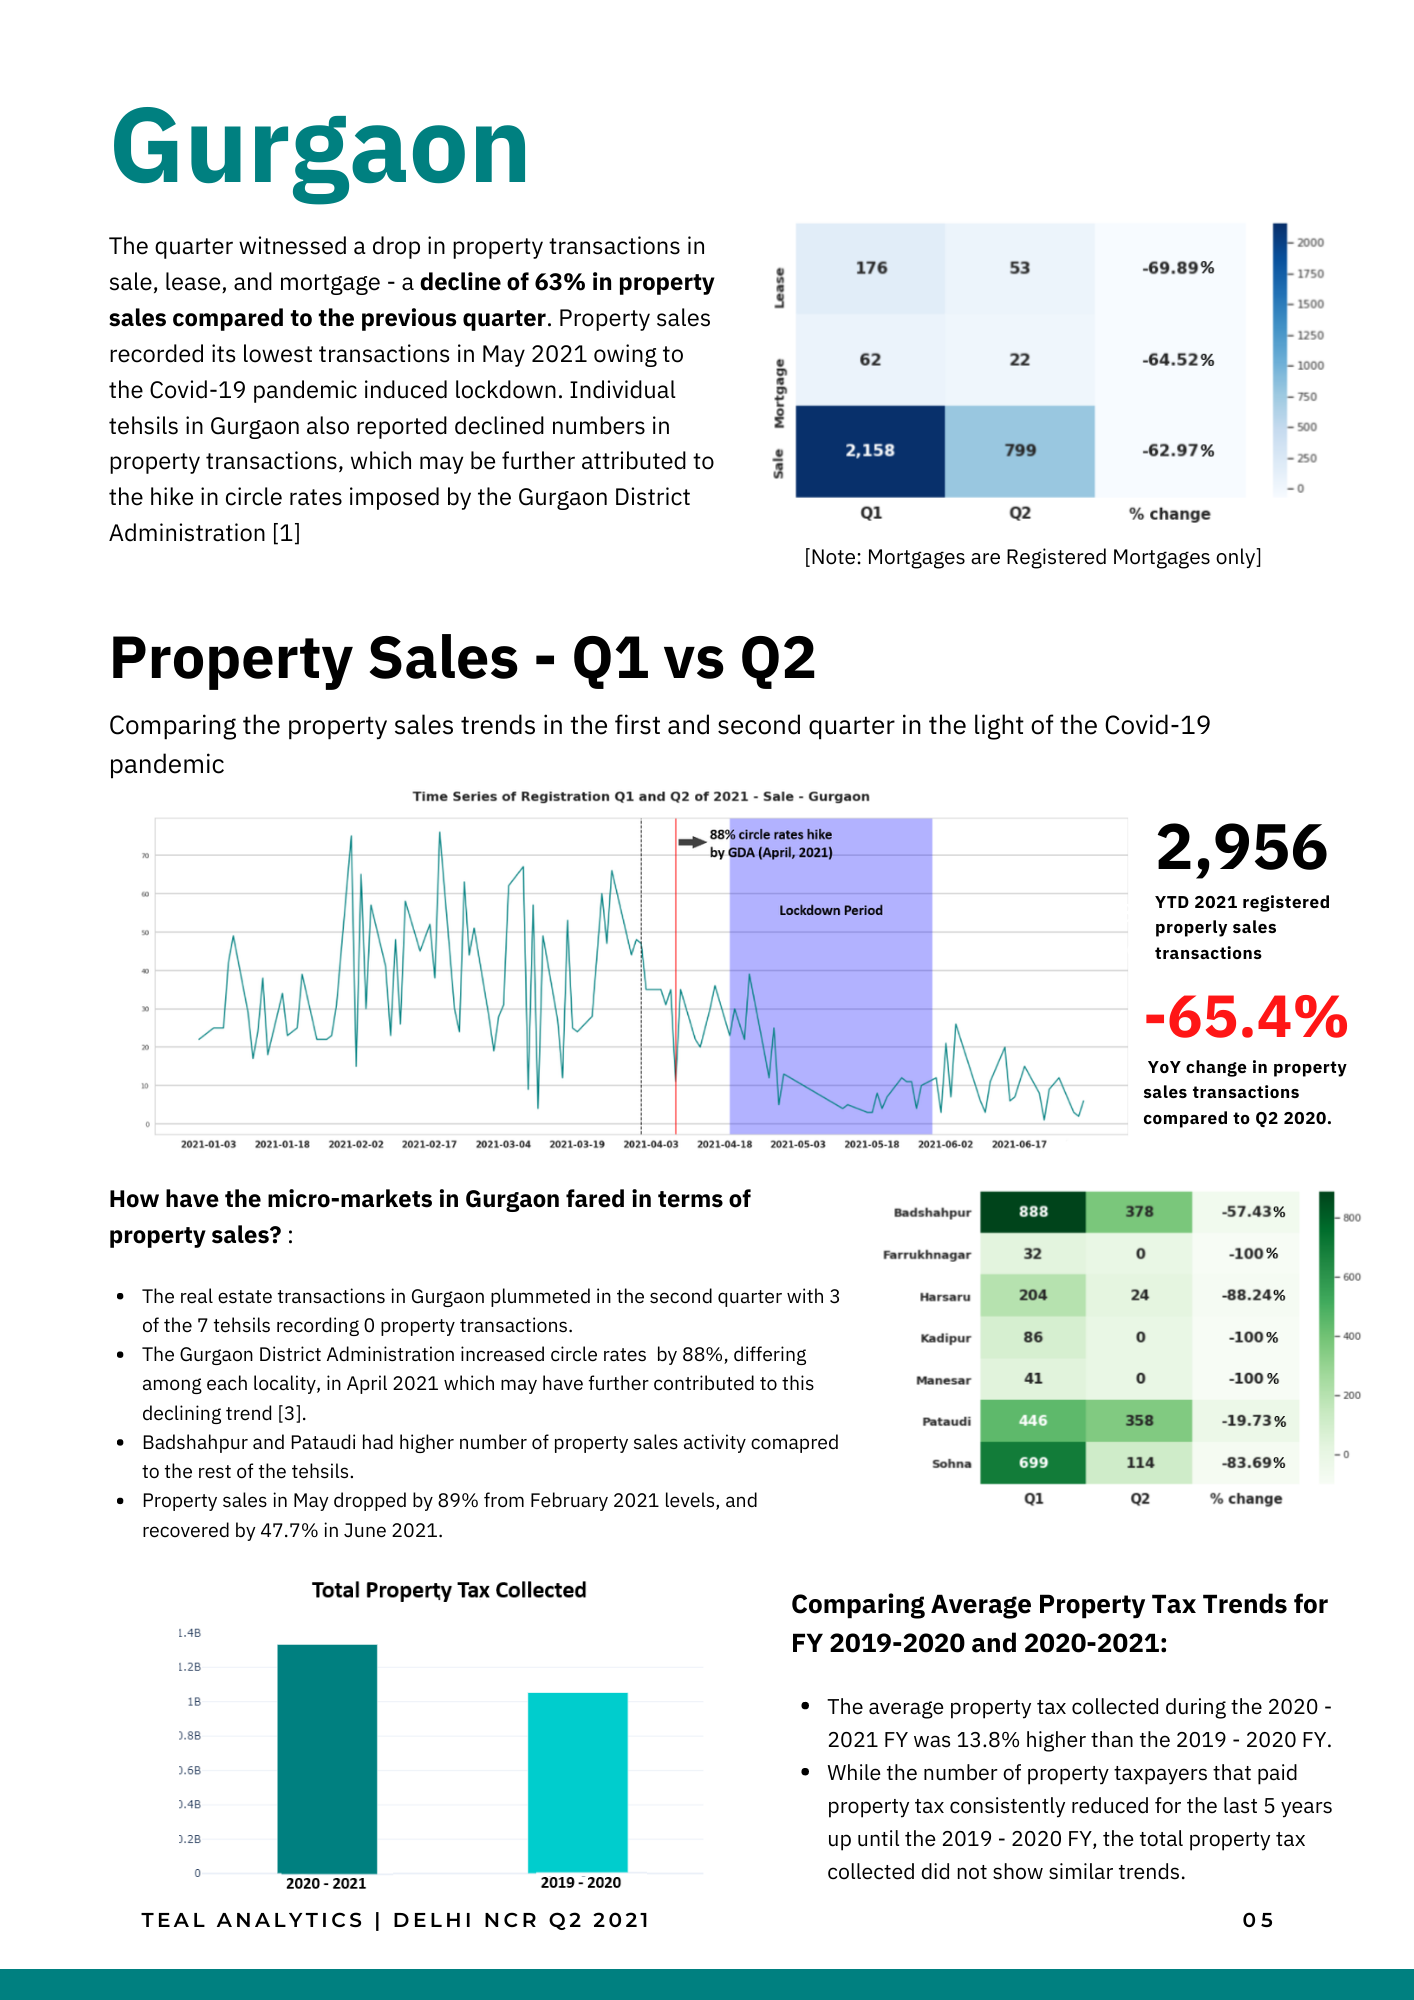 Gurgaon
The quarter witnessed a drop in property transactions in
sale, lease, and mortgage - a decline of 63% in property
sales compared to the previous quarter. Property sales
recorded its lowest transactions in May 2021 owing to
the Covid-19 pandemic induced lockdown. Individual
tehsils in Gurgaon also reported declined numbers in
property transactions, which may be further attributed to
the hike in circle rates imposed by the Gurgaon District
Administration [1]
Lease 176 53 -69.89%
Mortgage 62 22 -64.52%
Sale 2,158 799 -62.97%
Q1 Q2 % change
2000
1750
1500
1250
1000
750
500
250
0
[Note: Mortgages are Registered Mortgages only]
Property Sales - Q1 vs Q2
Comparing the property sales trends in the first and second quarter in the light of the Covid-19
pandemic
Time Series of Registration Q1 and Q2 of 2021 - Sale - Gurgaon
88% circle rates hike
by GDA (April, 2021)
Lockdown Period
70
60
50
40
30
20
10
0
2021-01-03 2021-01-18 2021-02-02 2021-02-17 2021-03-04 2021-03-19 2021-04-03 2021-04-18 2021-05-03 2021-05-18 2021-06-02 2021-06-17
2,956
YTD 2021 registered
properly sales
transactions
-65.4%
YoY change in property
sales transactions
compared to Q2 2020.
How have the micro-markets in Gurgaon fared in terms of
property sales? :
• The real estate transactions in Gurgaon plummeted in the second quarter with 3
of the 7 tehsils recording 0 property transactions.
• The Gurgaon District Administration increased circle rates by 88%, differing
among each locality, in April 2021 which may have further contributed to this
declining trend [3].
• Badshahpur and Pataudi had higher number of property sales activity comapred
to the rest of the tehsils.
• Property sales in May dropped by 89% from February 2021 levels, and
recovered by 47.7% in June 2021.
Badshahpur 888 378 -57.43%
Farrukhnagar 32 0 -100%
Harsaru 204 24 -88.24%
Kadipur 86 0 -100%
Manesar 41 0 -100%
Pataudi 446 358 -19.73%
Sohna 699 114 -83.69%
Q1 Q2 % change
800
600
400
200
0
Total Property Tax Collected
1.4B
1.2B
1B
0.8B
0.6B
0.4B
0.2B
0
2020 - 2021 2019 - 2020
Comparing Average Property Tax Trends for
FY 2019-2020 and 2020-2021:
• The average property tax collected during the 2020 -
2021 FY was 13.8% higher than the 2019 - 2020 FY.
• While the number of property taxpayers that paid
property tax consistently reduced for the last 5 years
up until the 2019 - 2020 FY, the total property tax
collected did not show similar trends.
TEAL ANALYTICS | DELHI NCR Q2 2021
05